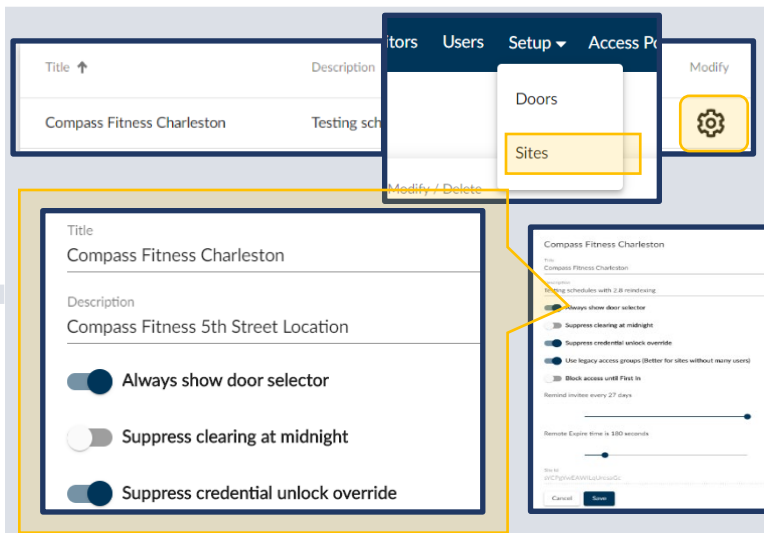 Title ↑
Description
Modify
Compass Fitness Charleston
Testing sch
itors Users Setup Access Po
Doors
Sites
Modify / Delete
Title
Compass Fitness Charleston
Description
Compass Fitness 5th Street Location
Always show door selector
Suppress clearing at midnight
Suppress credential unlock override
Compass Fitness Charleston
Title
Compass Fitness Charleston
Description
Testing schedules with 2.8 reindexing
Always show door selector
Suppress clearing at midnight
Suppress credential unlock override
Use legacy access groups (Better for sites without many users)
Block access until First In
Remind invitee every 27 days
Remote Expire time is 180 seconds
Site Id
Cancel Save